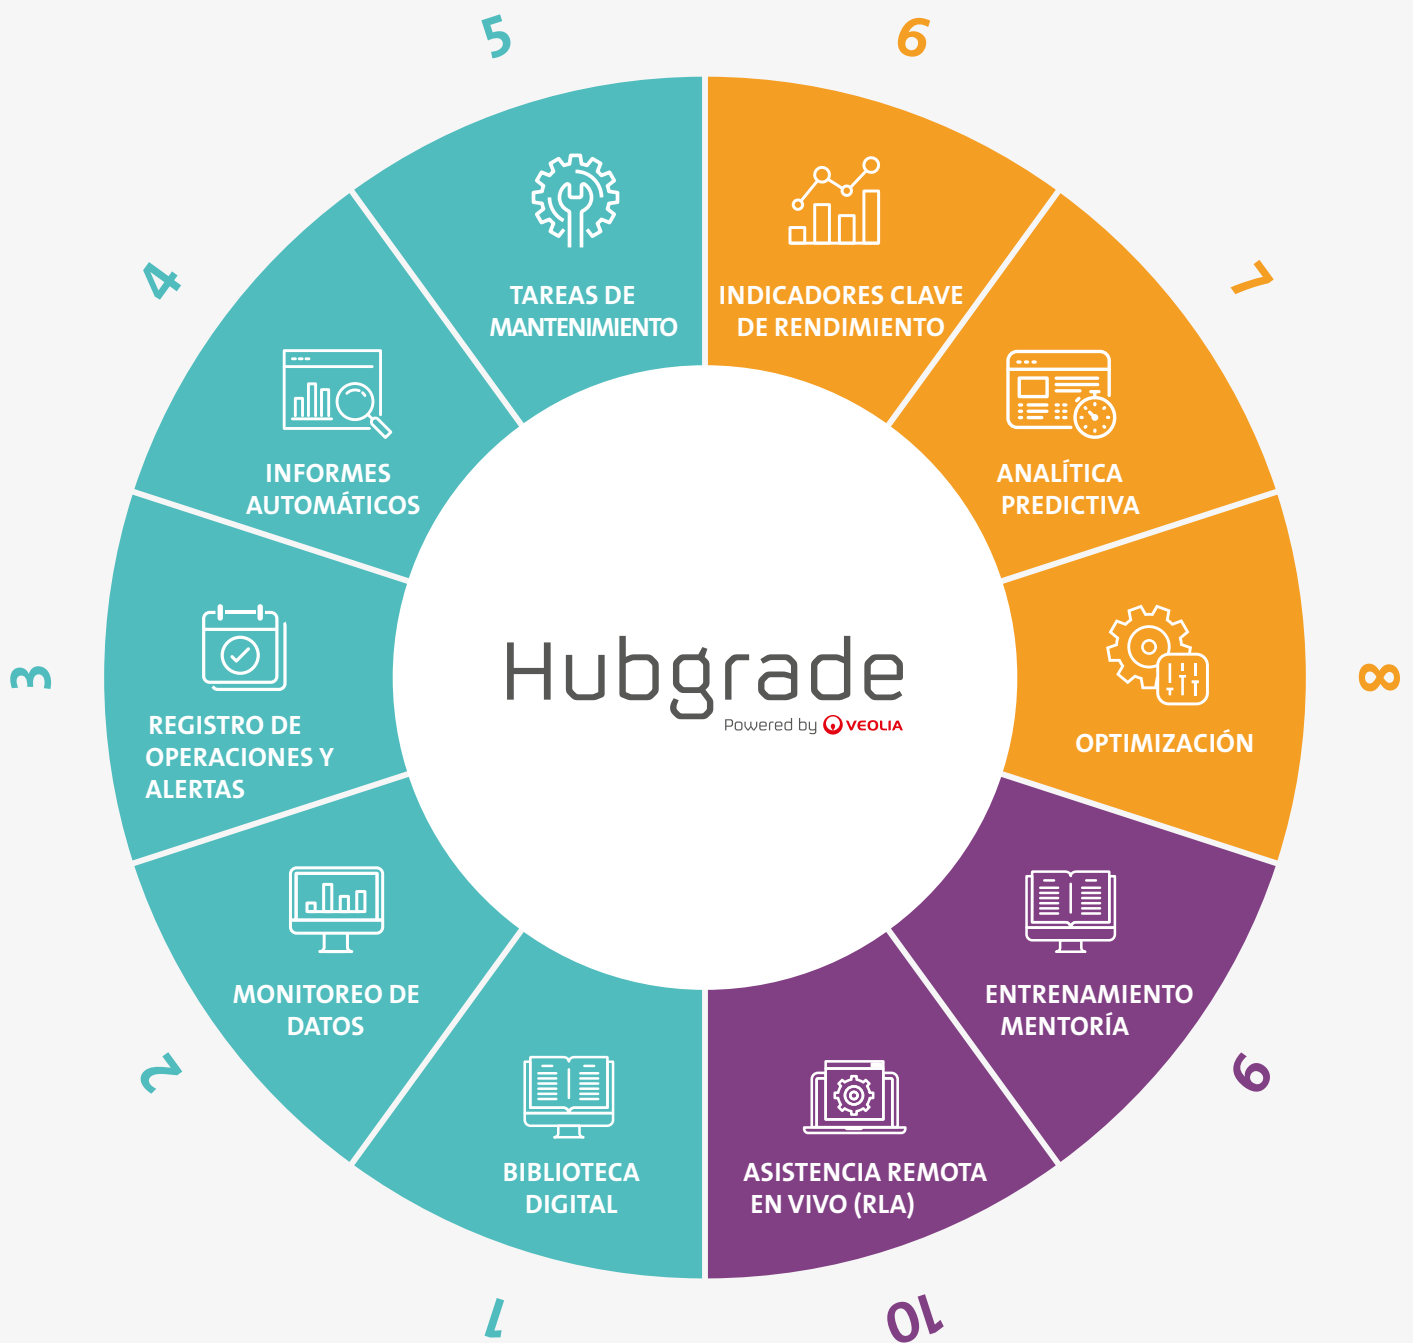 5
6
4
7
TAREAS DE
MANTENIMIENTO
INDICADORES CLAVE
DE RENDIMIENTO
INFORMES
AUTOMÁTICOS
ANALÍTICA
PREDICTIVA
3
REGISTRO DE
OPERACIONES Y
ALERTAS
Hubgrade
Powered by VEOLIA
OPTIMIZACIÓN
8
MONITOREO DE
DATOS
ENTRENAMIENTO
MENTORÍA
2
9
BIBLIOTECA
DIGITAL
ASISTENCIA REMOTA
EN VIVO (RLA)
1
10